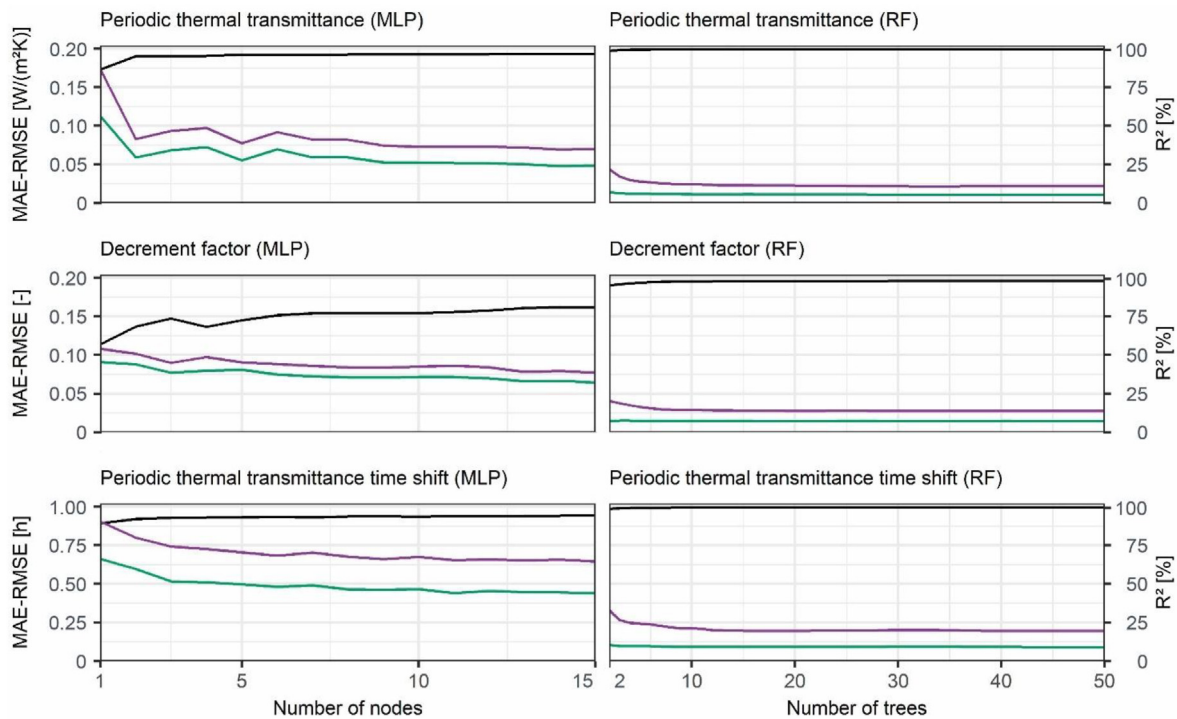 Periodic thermal transmittance (MLP)
Periodic thermal transmittance (RF)
MAE-RMSE [W/(m²K)]
0.20
0.15
0.10
0.05
0
100
75
50
25
0
R² [%]
Decrement factor (MLP)
Decrement factor (RF)
MAE-RMSE [-]
0.20
0.15
0.10
0.05
0
100
75
50
25
0
R² [%]
Periodic thermal transmittance time shift (MLP)
Periodic thermal transmittance time shift (RF)
MAE-RMSE [h]
1.00
0.75
0.50
0.25
0
100
75
50
25
0
R² [%]
1 5 10 15
2 10 20 30 40 50
Number of nodes
Number of trees